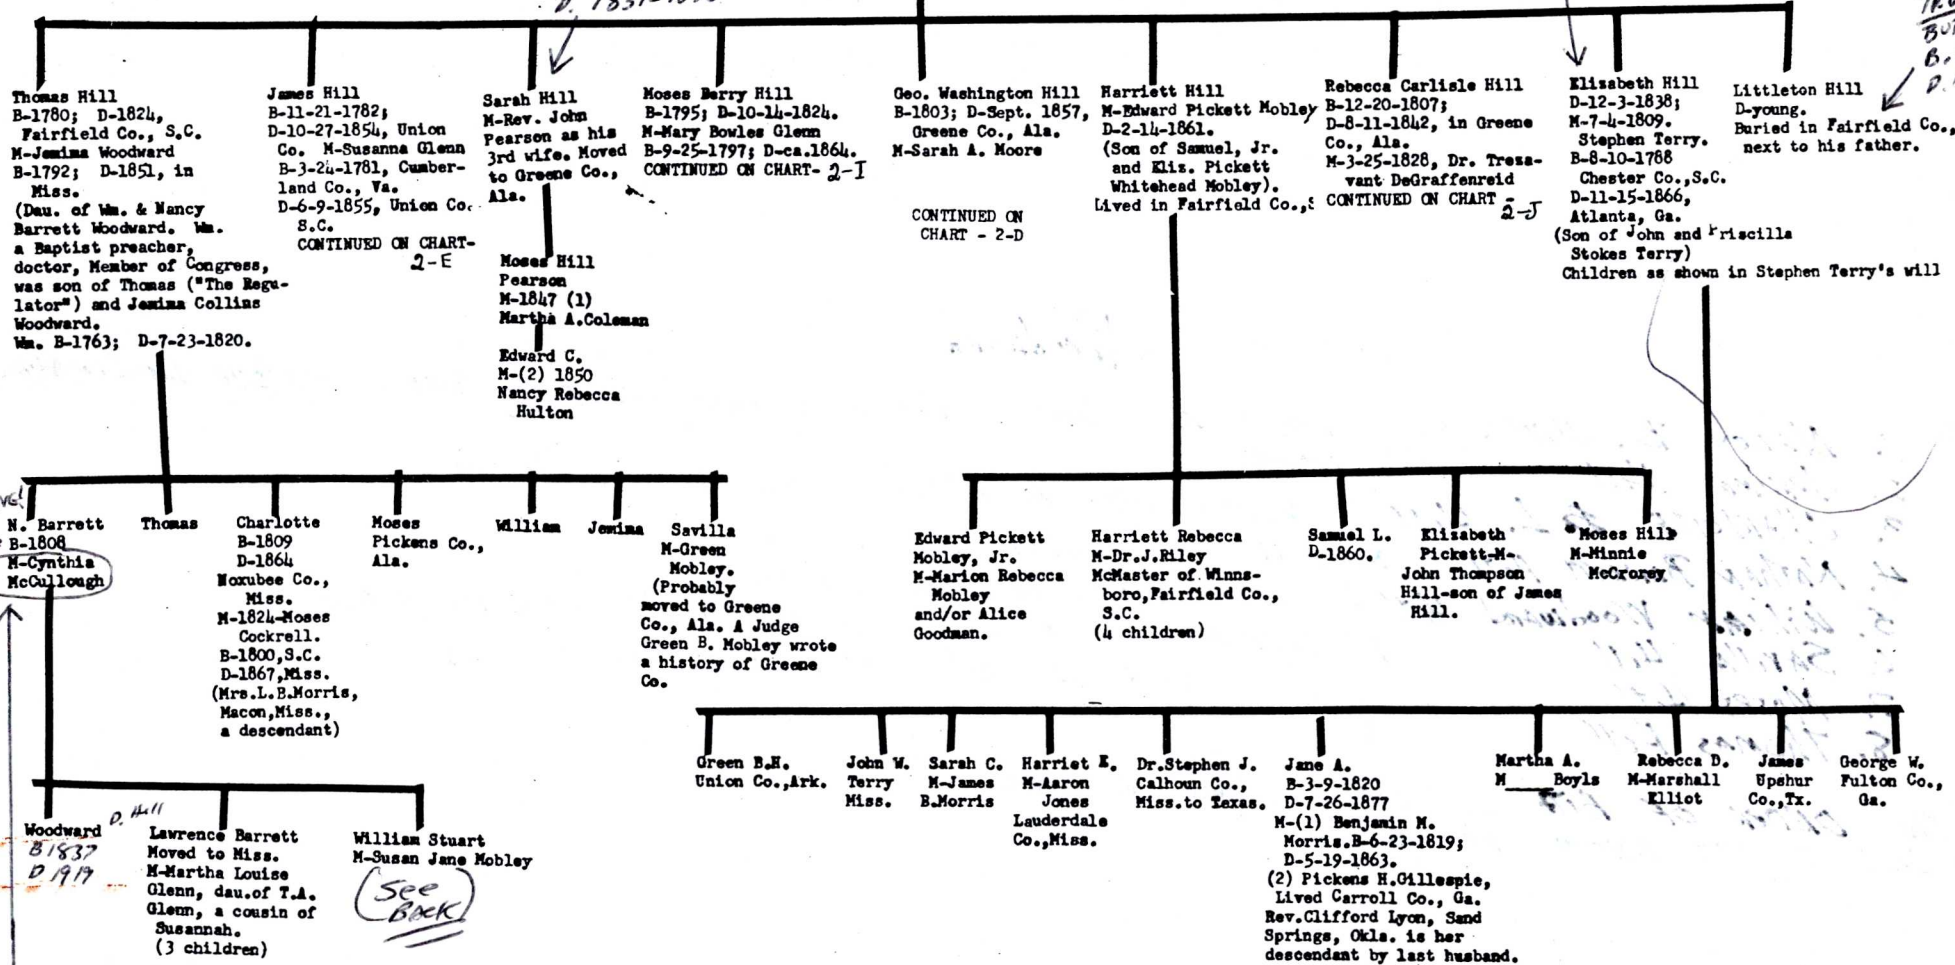 D. 1831-
Thomas Hill
B-1780; D-1824,
Fairfield Co., S.C.
M-Jemima Woodward
B-1792; D-1851, in
Miss.
(Dau. of Wm. & Nancy
Barrett Woodward. Wm.
a Baptist preacher,
doctor, Member of Congress,
was son of Thomas ("The Regu-
lator") and Jemima Collins
Woodward.
Wm. B-1763; D-7-23-1820.
James Hill
B-11-21-1782;
D-10-27-1854, Union
Co. M-Susanna Glenn
B-3-24-1781, Cumber-
land Co., Va.
D-6-9-1855, Union Co.
S.C.
CONTINUED ON CHART-
2-E
Sarah Hill
M-Rev. John
Pearson as his
3rd wife. Moved
to Greene Co.,
Ala.
Moses Hill
Pearson
M-1847 (1)
Martha A.Coleman
Edward C.
M-(2) 1850
Nancy Rebecca
Hulton
Moses Berry Hill
B-1795; D-10-14-1824.
M-Mary Bowles Glenn
B-9-25-1797; D-ca.1864.
CONTINUED ON CHART- 2-I
Geo. Washington Hill
B-1803; D-Sept. 1857,
Greene Co., Ala.
M-Sarah A. Moore
CONTINUED ON
CHART - 2-D
Harriett Hill
M-Edward Pickett Mobley
D-2-14-1861.
(Son of Samuel, Jr.
and Eliz. Pickett
Whitehead Mobley).
Lived in Fairfield Co.,S
Rebecca Carlisle Hill
B-12-20-1807;
D-8-11-1842, in Greene
Co., Ala.
M-3-25-1828, Dr. Treza-
vant DeGraffenreid
CONTINUED ON CHART -
2-J
Elizabeth Hill
D-12-3-1838;
M-7-4-1809.
Stephen Terry.
B-8-10-1788
Chester Co.,S.C.
D-11-15-1866,
Atlanta, Ga.
(Son of John and Priscilla
Stokes Terry)
Children as shown in Stephen Terry's will
Littleton Hill
D-young.
Buried in Fairfield Co.,
next to his father.
B.
D.
N. Barrett
B-1808
M-Cynthia
McCullough
Thomas
Charlotte
B-1809
D-1864
Noxubee Co.,
Miss.
M-1824-Moses
Cockrell.
B-1800,S.C.
D-1867,Miss.
(Mrs.L.B.Morris,
Macon,Miss.,
a descendant)
Moses
Pickens Co.,
Ala.
William
Jemima
Savilla
M-Green
Mobley.
(Probably
moved to Greene
Co., Ala. A Judge
Green B. Mobley wrote
a history of Greene
Co.
Edward Pickett
Mobley, Jr.
M-Marion Rebecca
Mobley
and/or Alice
Goodman.
Harriett Rebecca
M-Dr.J.Riley
McMaster of Winns-
boro,Fairfield Co.,
S.C.
(4 children)
Samuel L.
D-1860.
Elizabeth
Pickett-M-
John Thompson
Hill-son of James
Hill.
Moses Hill
M-Minnie
McCrorey
Woodward D. Hill
B 1837
D 1919
Lawrence Barrett
Moved to Miss.
M-Martha Louise
Glenn, dau.of T.A.
Glenn, a cousin of
Susannah.
(3 children)
William Stuart
M-Susan Jane Mobley
(See
BACK)
Green B.H.
Union Co.,Ark.
John W.
Terry
Miss.
Sarah C.
M-James
B.Morris
Harriet E.
M-Aaron
Jones
Lauderdale
Co.,Miss.
Dr.Stephen J.
Calhoun Co.,
Miss.to Texas.
Jane A.
B-3-9-1820
D-7-26-1877
M-(1) Benjamin M.
Morris.B-6-23-1819;
D-5-19-1863.
(2) Pickens H.Gillespie,
Lived Carroll Co., Ga.
Rev.Clifford Lyon, Sand
Springs, Okla. is her
descendant by last husband.
Martha A.
M____Boyls
Rebecca D.
M-Marshall
Elliot
James
Upshur
Co.,Tx.
George W.
Fulton Co.,
Ga.